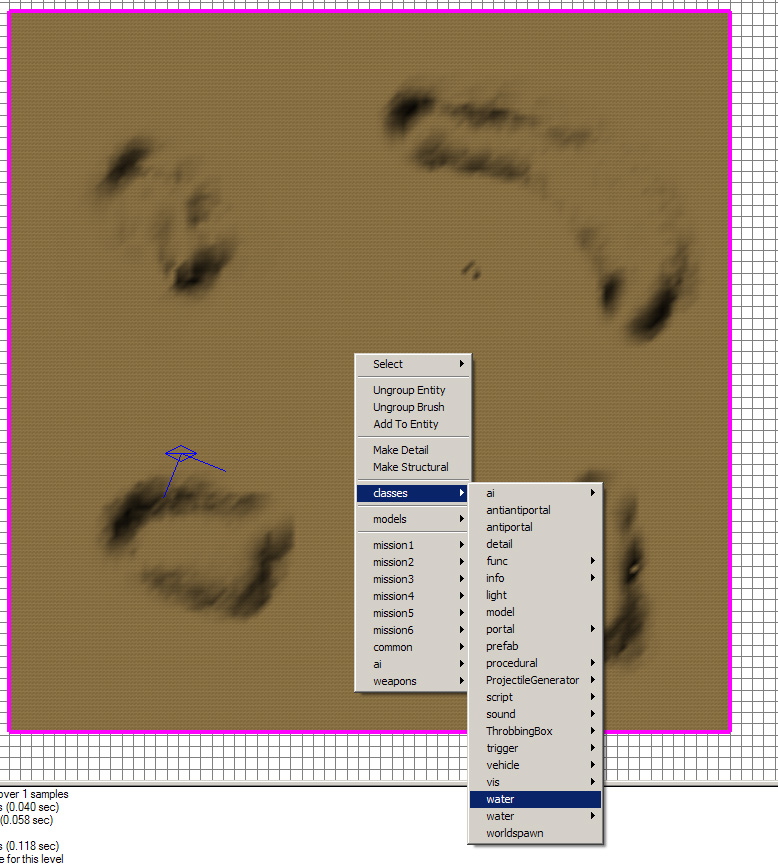 Select
Ungroup Entity
Ungroup Brush
Add To Entity
Make Detail
Make Structural
classes
models
mission1
mission2
mission3
mission4
mission5
mission6
common
ai
weapons
ai
antiantiportal
antiportal
detail
func
info
light
model
portal
prefab
procedural
ProjectileGenerator
script
sound
ThrobbingBox
trigger
vehicle
vis
water
water
worldspawn
over 1 samples
s (0.040 sec)
(0.058 sec)
s (0.118 sec)
e for this level